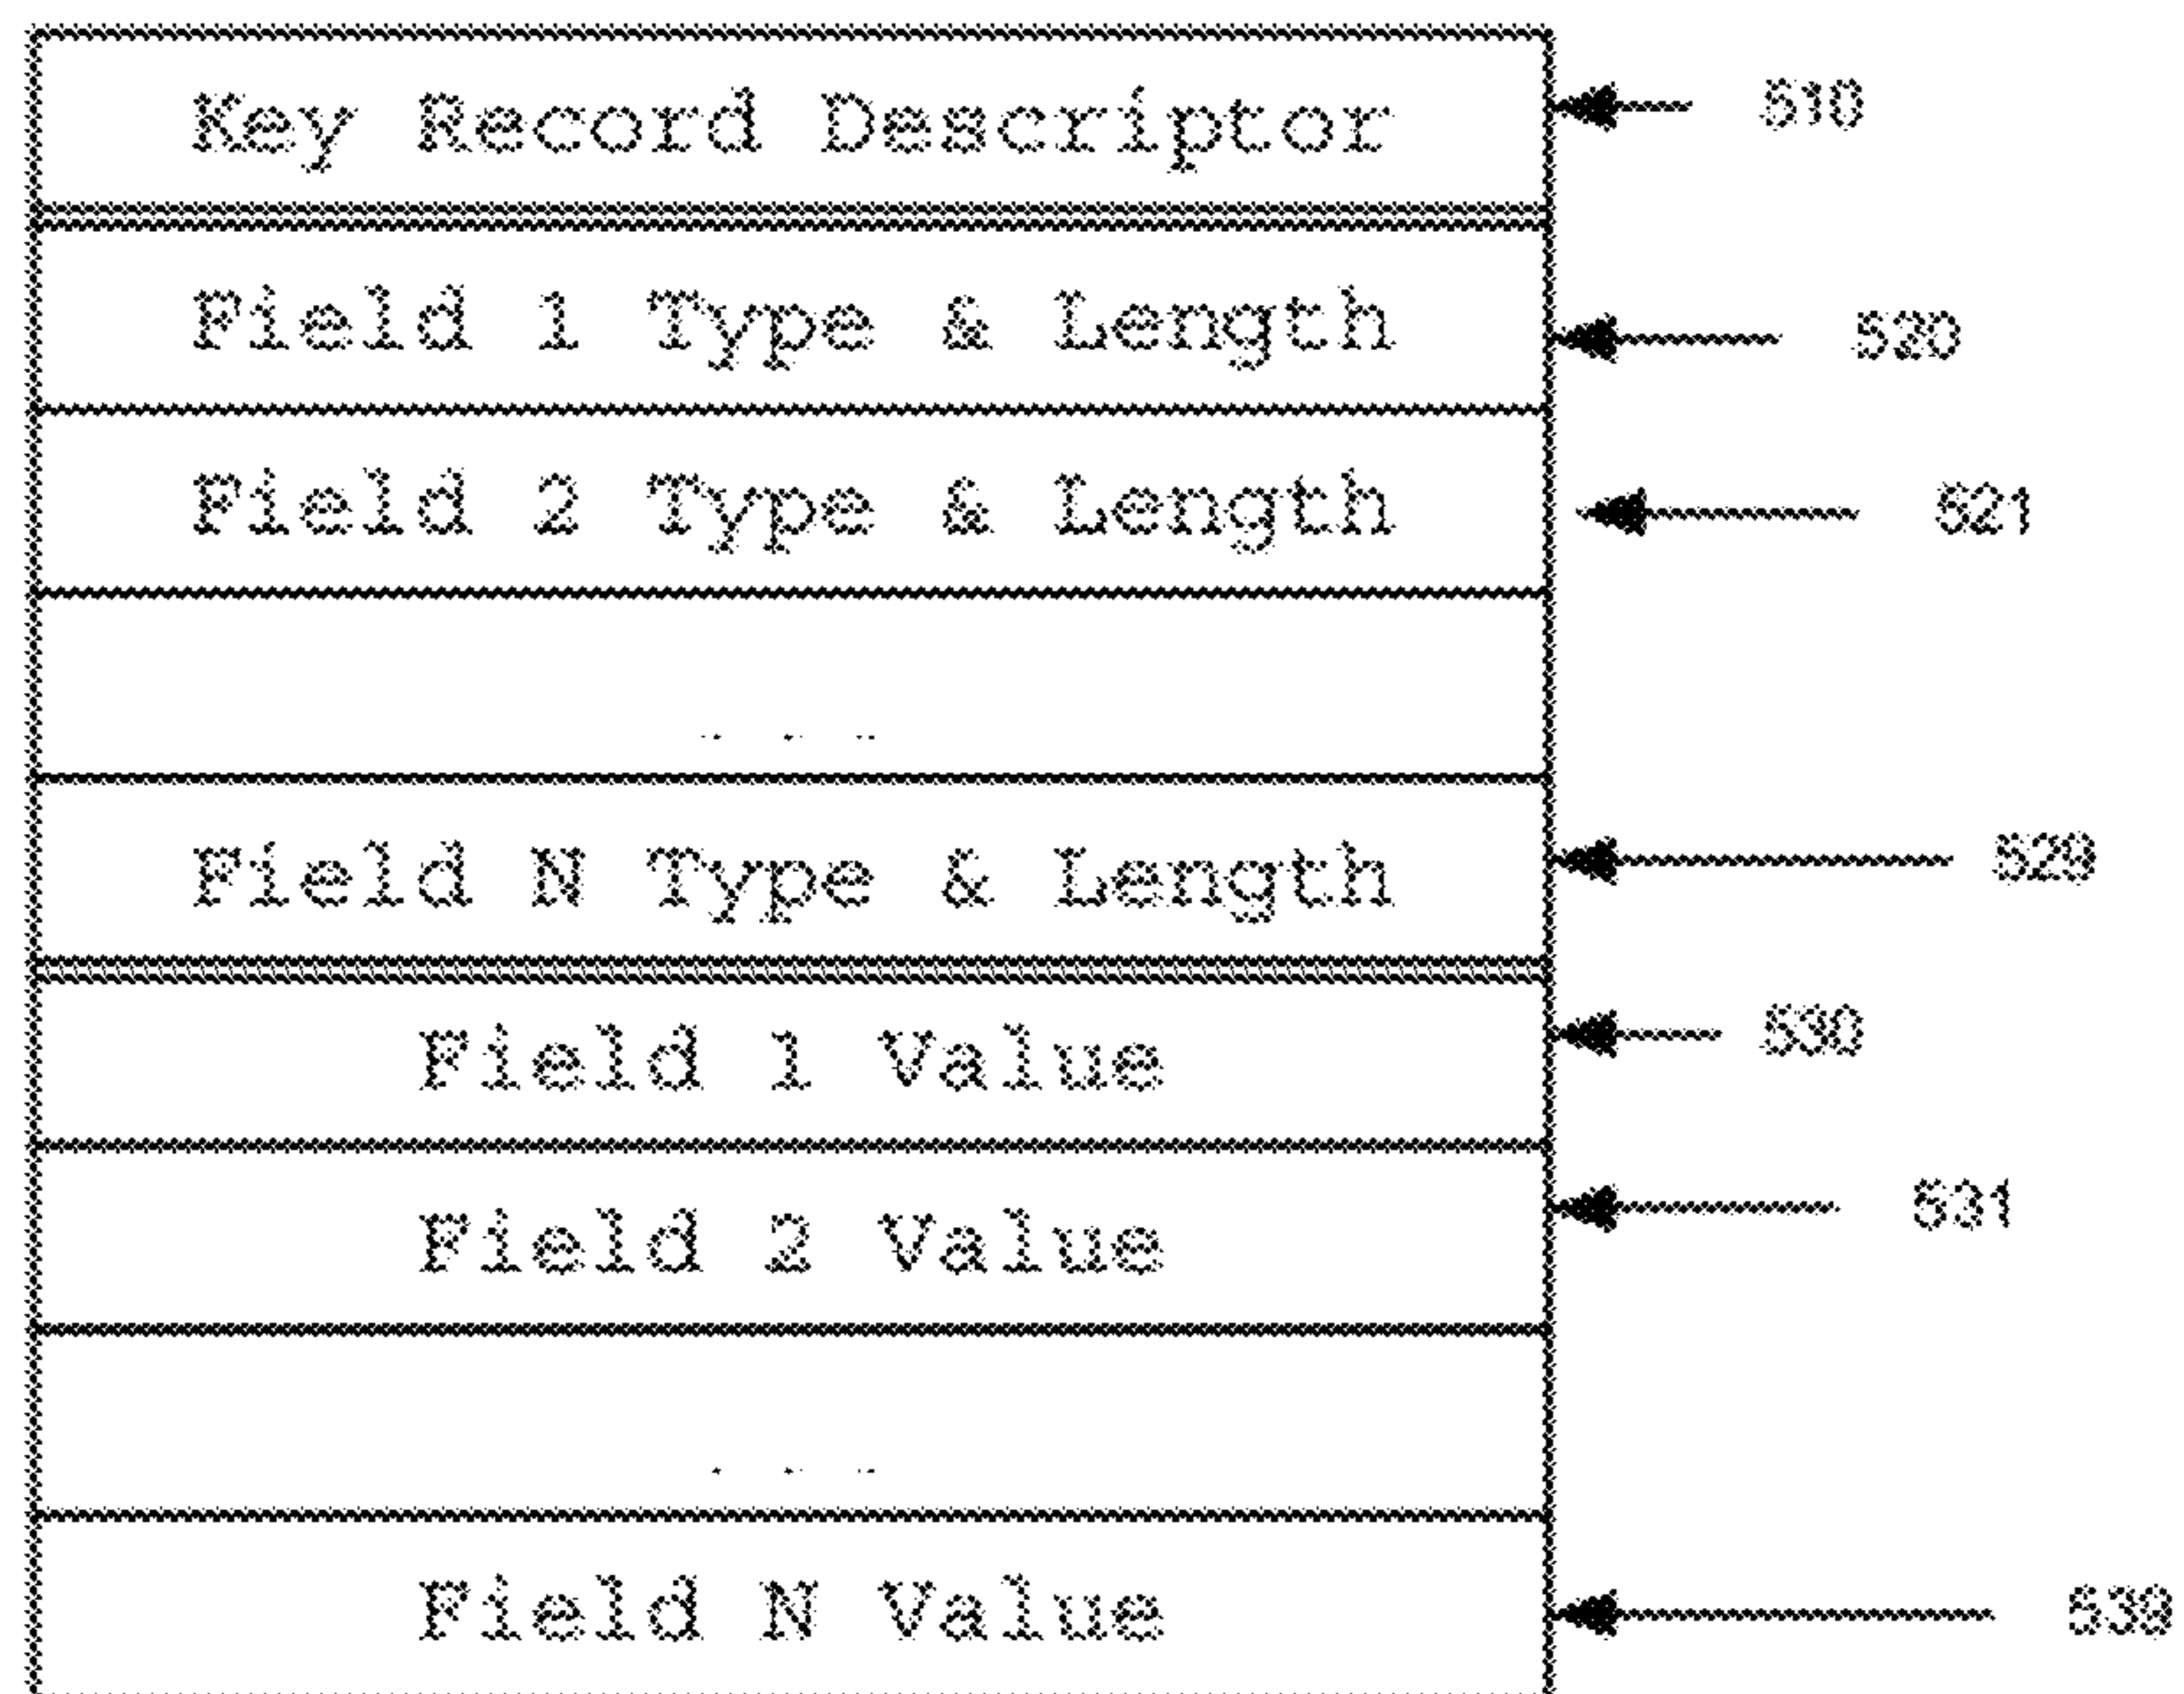 Key Record Descriptor 510
Field 1 Type & Length 520
Field 2 Type & Length 521
. . .
Field N Type & Length 529
Field 1 Value 530
Field 2 Value 531
. . .
Field N Value 539